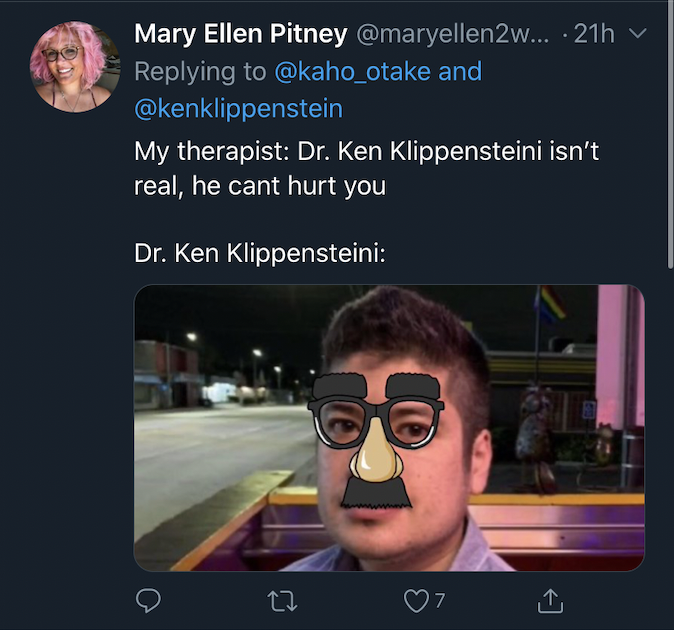 Mary Ellen Pitney @maryellen2w... · 21h
Replying to @kaho_otake and
@kenklippenstein
My therapist: Dr. Ken Klippensteini isn’t
real, he cant hurt you
Dr. Ken Klippensteini:
7